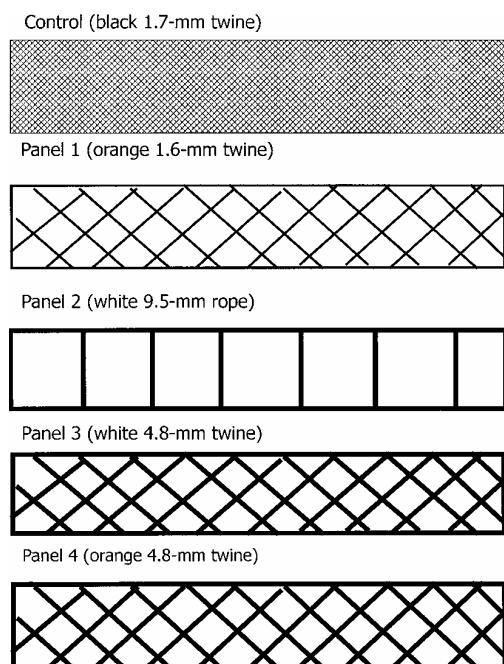 Control (black 1.7-mm twine)
Panel 1 (orange 1.6-mm twine)
Panel 2 (white 9.5-mm rope)
Panel 3 (white 4.8-mm twine)
Panel 4 (orange 4.8-mm twine)